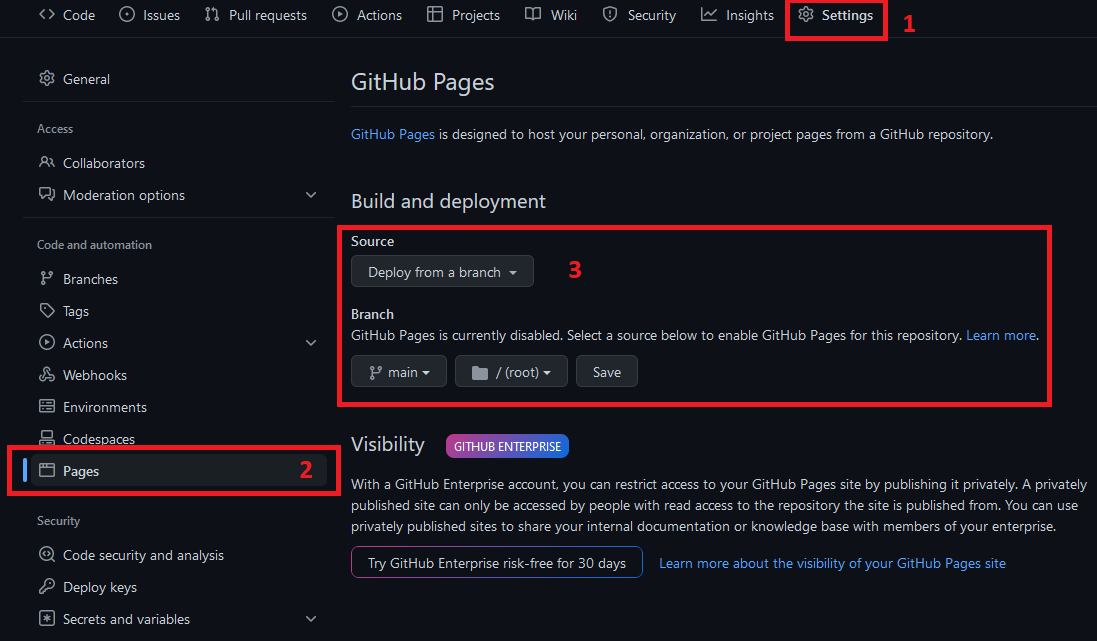 Code Issues Pull requests Actions Projects Wiki Security Insights Settings 1
General
Access
Collaborators
Moderation options
Code and automation
Branches
Tags
Actions
Webhooks
Environments
Codespaces
Pages 2
Security
Code security and analysis
Deploy keys
Secrets and variables
GitHub Pages
GitHub Pages is designed to host your personal, organization, or project pages from a GitHub repository.
Build and deployment
Source
Deploy from a branch 3
Branch
GitHub Pages is currently disabled. Select a source below to enable GitHub Pages for this repository. Learn more.
main / (root) Save
Visibility GITHUB ENTERPRISE
With a GitHub Enterprise account, you can restrict access to your GitHub Pages site by publishing it privately. A privately
published site can only be accessed by people with read access to the repository the site is published from. You can use
privately published sites to share your internal documentation or knowledge base with members of your enterprise.
Try GitHub Enterprise risk-free for 30 days Learn more about the visibility of your GitHub Pages site